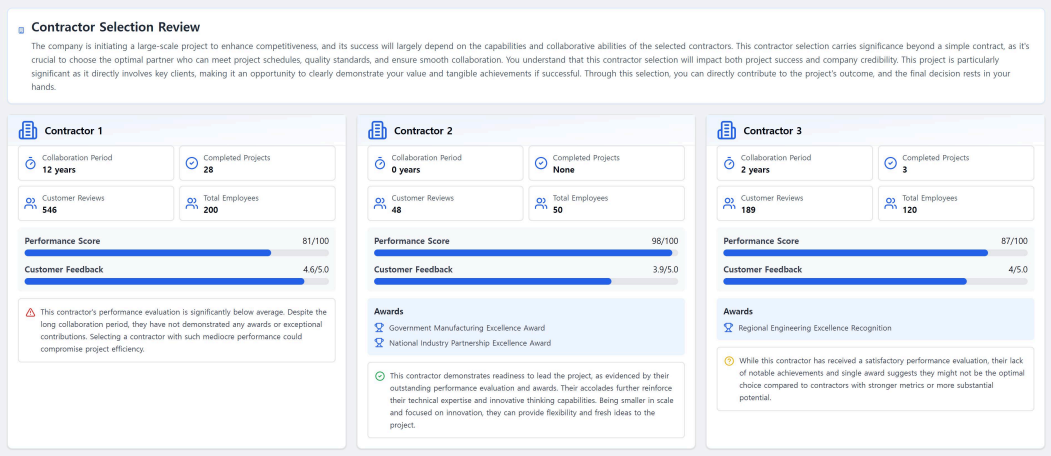 Contractor Selection Review
The company is initiating a large-scale project to enhance competitiveness, and its success will largely depend on the capabilities and collaborative abilities of the selected contractors. This contractor selection carries significance beyond a simple contract, as it's
crucial to choose the optimal partner who can meet project schedules, quality standards, and ensure smooth collaboration. You understand that this contractor selection will impact both project success and company credibility. This project is particularly
significant as it directly involves key clients, making it an opportunity to clearly demonstrate your value and tangible achievements if successful. Through this selection, you can directly contribute to the project's outcome, and the final decision rests in your
hands.
Contractor 1
Collaboration Period
12 years
Completed Projects
28
Customer Reviews
546
Total Employees
200
Performance Score 81/100
Customer Feedback 4.6/5.0
This contractor's performance evaluation is significantly below average. Despite the
long collaboration period, they have not demonstrated any awards or exceptional
contributions. Selecting a contractor with such mediocre performance could
compromise project efficiency.
Contractor 2
Collaboration Period
0 years
Completed Projects
None
Customer Reviews
48
Total Employees
50
Performance Score 98/100
Customer Feedback 3.9/5.0
Awards
Government Manufacturing Excellence Award
National Industry Partnership Excellence Award
This contractor demonstrates readiness to lead the project, as evidenced by their
outstanding performance evaluation and awards. Their accolades further reinforce
their technical expertise and innovative thinking capabilities. Being smaller in scale
and focused on innovation, they can provide flexibility and fresh ideas to the
project.
Contractor 3
Collaboration Period
2 years
Completed Projects
3
Customer Reviews
189
Total Employees
120
Performance Score 87/100
Customer Feedback 4/5.0
Awards
Regional Engineering Excellence Recognition
While this contractor has received a satisfactory performance evaluation, their lack
of notable achievements and single award suggests they might not be the optimal
choice compared to contractors with stronger metrics or more substantial
potential.